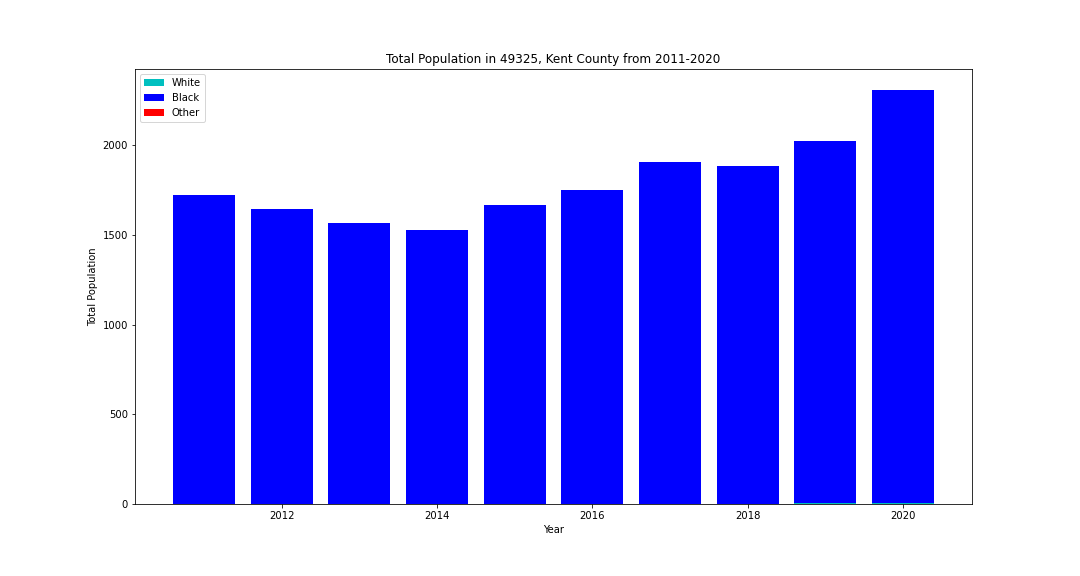 Total Population in 49325, Kent County from 2011-2020
White
Black
Other
Total Population
2000
1500
1000
500
0
2012 2014 2016 2018 2020
Year